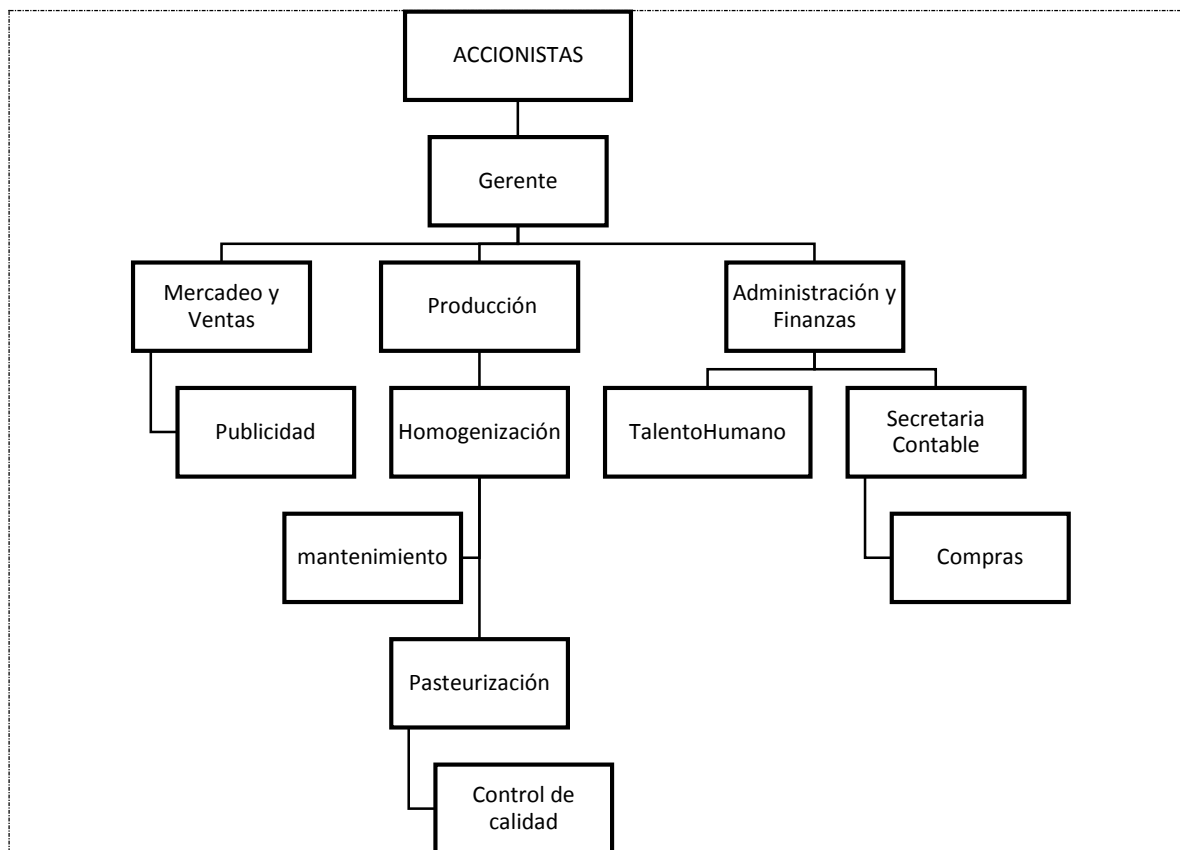 ACCIONISTAS
Gerente
Mercadeo y
Ventas
Producción
Administración y
Finanzas
Publicidad
Homogenización
TalentoHumano
Secretaria
Contable
mantenimiento
Compras
Pasteurización
Control de
calidad